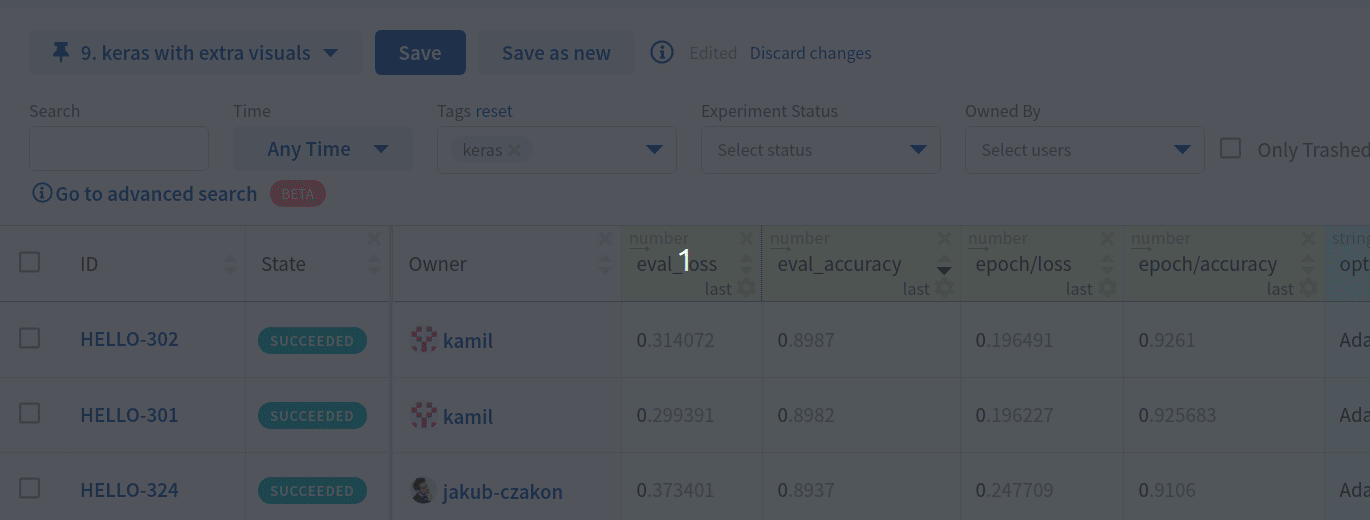 9. keras with extra visuals Save Save as new Edited Discard changes
Search Time Tags reset Experiment Status Owned By
Any Time keras Select status Select users Only Trashed
Go to advanced search BETA
number number number number string
ID State Owner eval_loss eval_accuracy epoch/loss epoch/accuracy opt
1
last last last last
HELLO-302 SUCCEEDED kamil 0.314072 0.8987 0.196491 0.9261 Ada
HELLO-301 SUCCEEDED kamil 0.299391 0.8982 0.196227 0.925683 Ada
HELLO-324 SUCCEEDED jakub-czakon 0.373401 0.8937 0.247709 0.9106 Ada